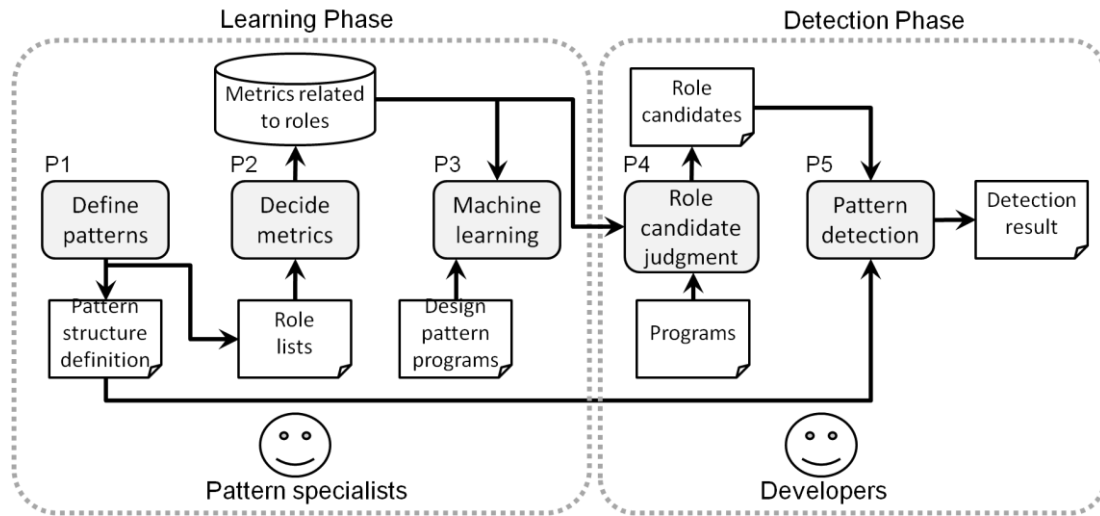 Learning Phase
Detection Phase
Metrics related
to roles
Role
candidates
P1
P2
P3
P4
P5
Define
patterns
Decide
metrics
Machine
learning
Role
candidate
judgment
Pattern
detection
Detection
result
Pattern
structure
definition
Role
lists
Design
pattern
programs
Programs
Pattern specialists
Developers